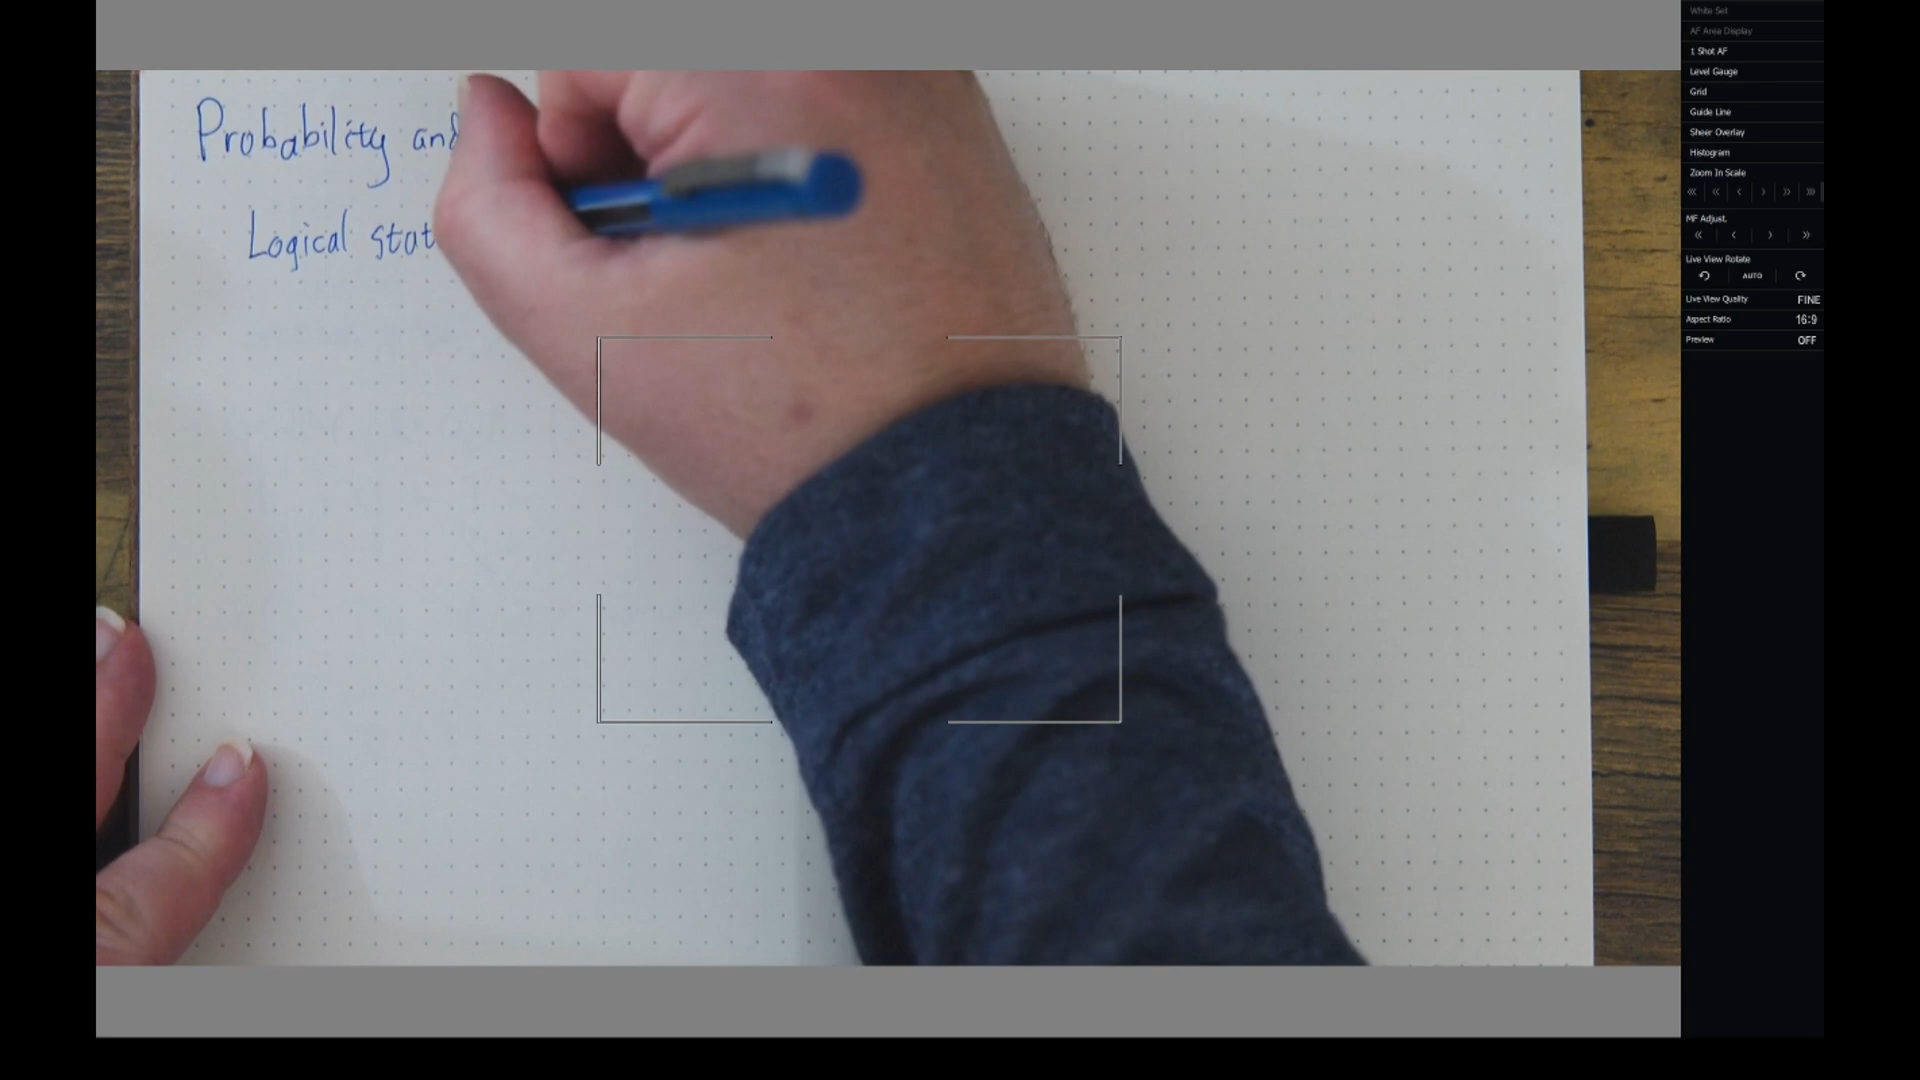 Probability and
Logical stat
White Set
AF Area Display
1 Shot AF
Level Gauge
Grid
Guide Line
Sheer Overlay
Histogram
Zoom In Scale
MF Adjust.
Live View Rotate
AUTO
Live View Quality FINE
Aspect Ratio 16:9
Preview OFF